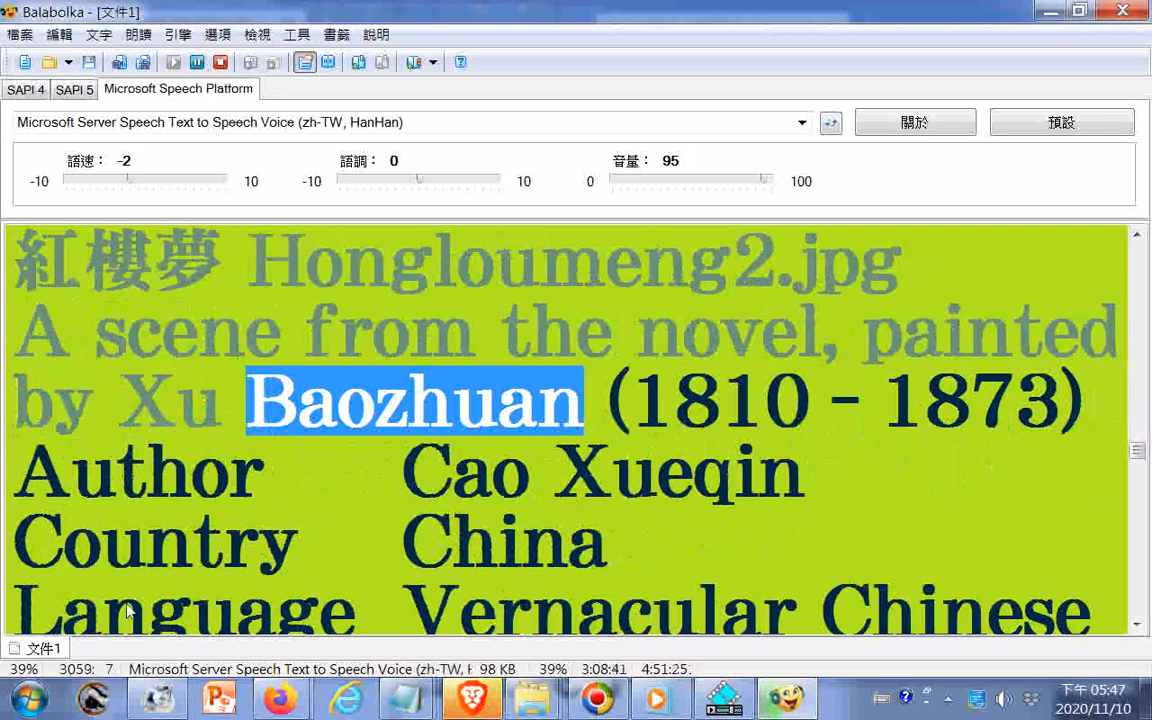 Balabolka - [文件1]
檔案 編輯 文字 朗讀 引擎 選項 檢視 工具 書籤 說明
SAPI 4 SAPI 5 Microsoft Speech Platform
Microsoft Server Speech Text to Speech Voice (zh-TW, HanHan) 關於 預設
語速： -2 語調： 0 音量： 95
-10 10 -10 10 0 100
紅樓夢 Hongloumeng2.jpg
A scene from the novel, painted
by Xu Baozhuan (1810 - 1873)
Author Cao Xueqin
Country China
Language Vernacular Chinese
文件1
39% 3059: 7 Microsoft Server Speech Text to Speech Voice (zh-TW, 98 KB 39% 3:08:41 4:51:25
下午 05:47
2020/11/10